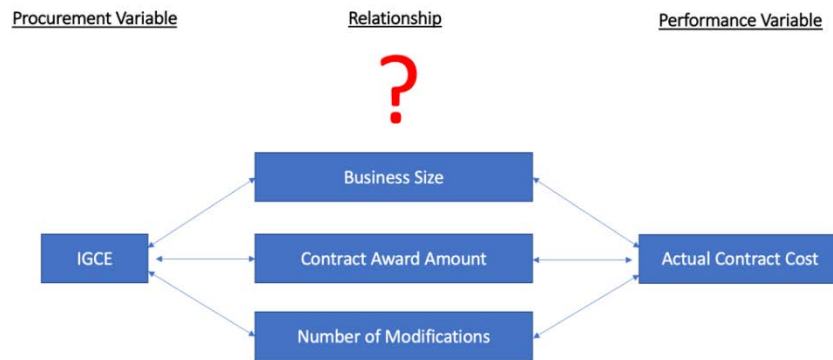 Procurement Variable
Relationship
Performance Variable
?
Business Size
IGCE
Contract Award Amount
Actual Contract Cost
Number of Modifications